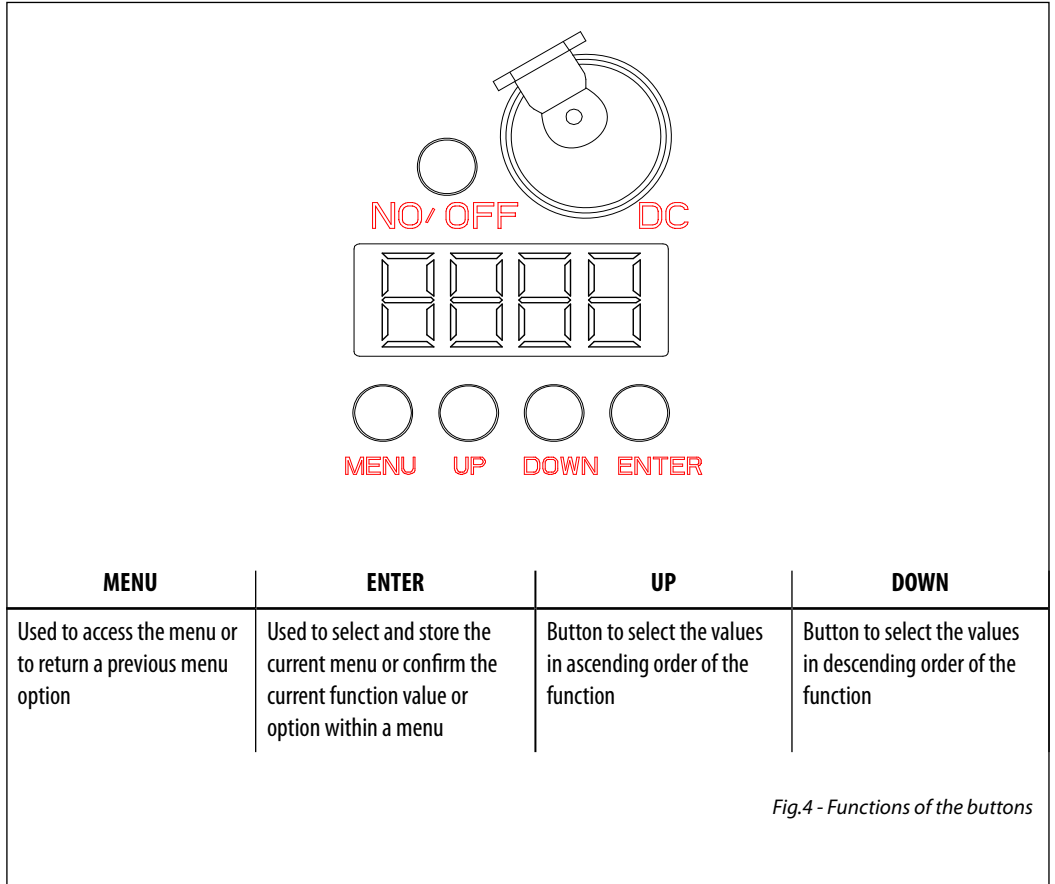 NO/ OFF DC
8888
MENU UP DOWN ENTER
MENU ENTER UP DOWN
Used to access the menu or
to return a previous menu
option
Used to select and store the
current menu or confirm the
current function value or
option within a menu
Button to select the values
in ascending order of the
function
Button to select the values
in descending order of the
function
Fig.4 - Functions of the buttons